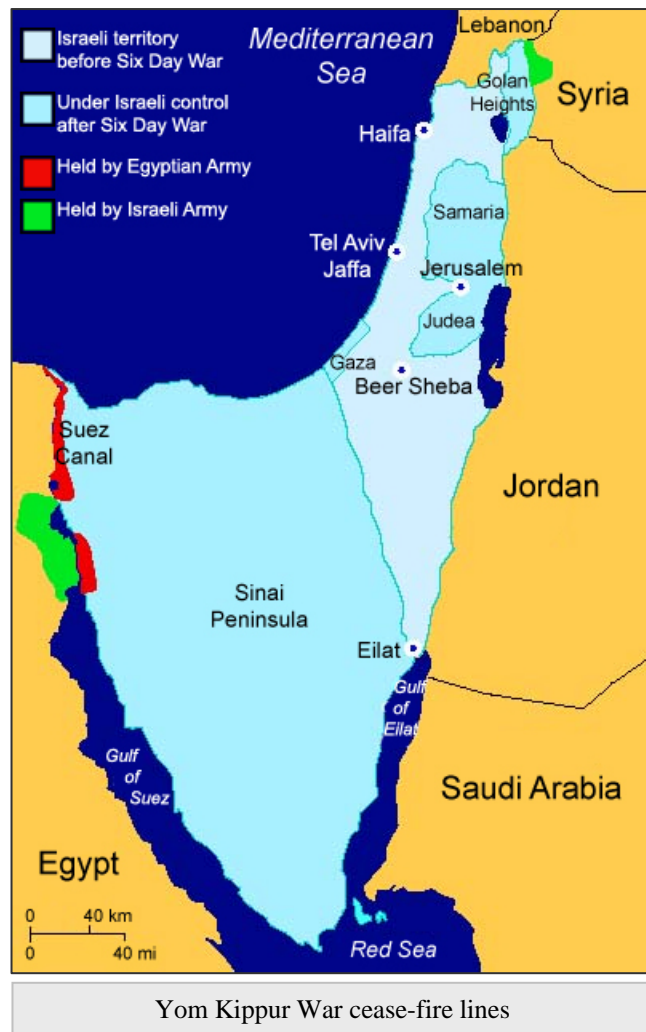 Israeli territory
before Six Day War
Under Israeli control
after Six Day War
Held by Egyptian Army
Held by Israeli Army
Mediterranean
Sea
Lebanon
Golan
Heights
Syria
Haifa
Samaria
Tel Aviv
Jaffa
Jerusalem
Judea
Gaza
Beer Sheba
Suez
Canal
Jordan
Sinai
Peninsula
Eilat
Gulf
of
Eilat
Gulf
of
Suez
Saudi Arabia
Egypt
0 40 km
0 40 mi
Red Sea
Yom Kippur War cease-fire lines